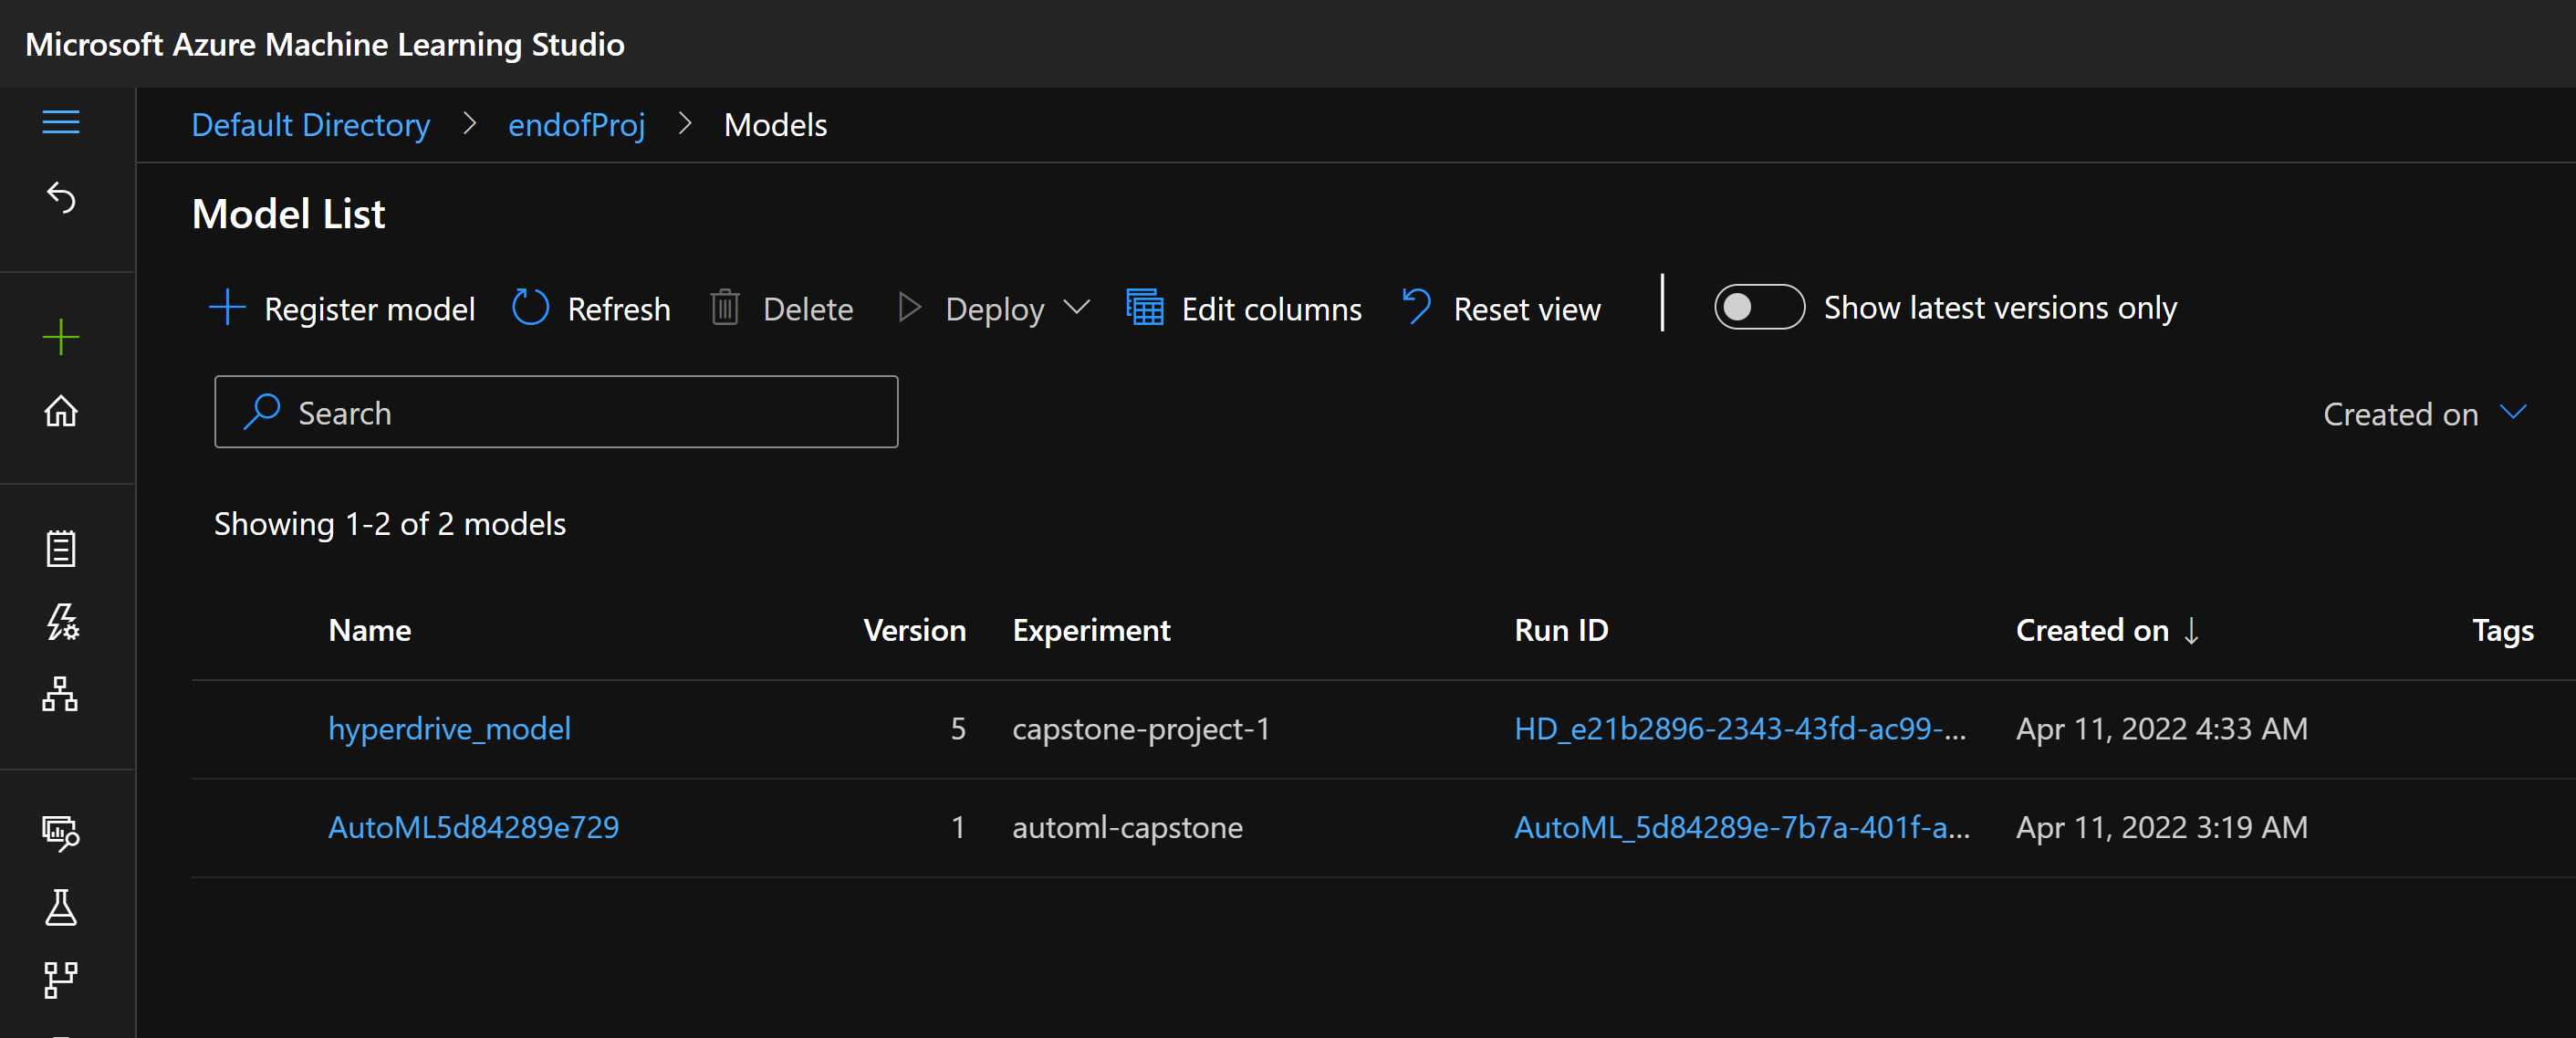 Microsoft Azure Machine Learning Studio
Default Directory > endofProj > Models
Model List
Register model Refresh Delete Deploy Edit columns Reset view Show latest versions only
Search Created on
Showing 1-2 of 2 models
Name Version Experiment Run ID Created on ↓ Tags
hyperdrive_model 5 capstone-project-1 HD_e21b2896-2343-43fd-ac99-... Apr 11, 2022 4:33 AM
AutoML5d84289e729 1 automl-capstone AutoML_5d84289e-7b7a-401f-a... Apr 11, 2022 3:19 AM